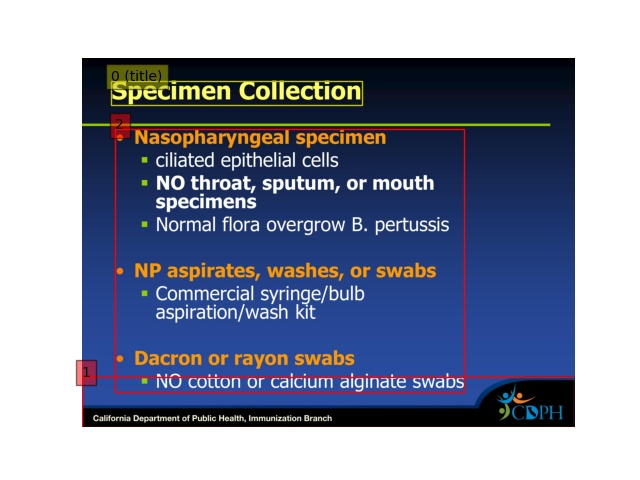 0 (title)
Specimen Collection
2
• Nasopharyngeal specimen
▪ ciliated epithelial cells
▪ NO throat, sputum, or mouth
specimens
▪ Normal flora overgrow B. pertussis
• NP aspirates, washes, or swabs
▪ Commercial syringe/bulb
aspiration/wash kit
• Dacron or rayon swabs
1
▪ NO cotton or calcium alginate swabs
California Department of Public Health, Immunization Branch
CDPH